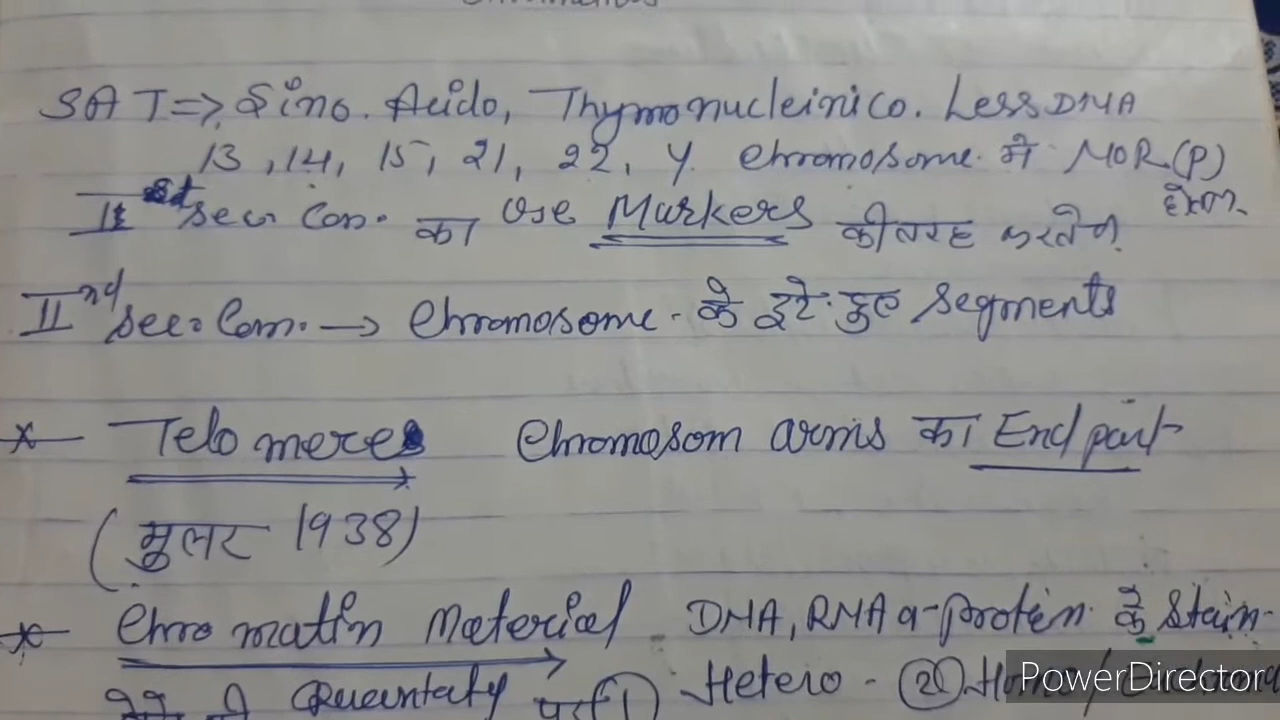 SAT => Sino. Acido, Thymonucleinico. Less DNA
13, 14, 15, 21, 22, Y chromosome में NOR (P)
II sec. Con. का Use Markers की तरह करते है
IInd Sec. Con. → Chromosome के टूटे हुए segments
* Telomeres Chromosom arms का End part
(मुलर 1938)
* Chromatin Material DNA, RNA व protein के stain-
Quantaty Hetero - (2)
PowerDirector